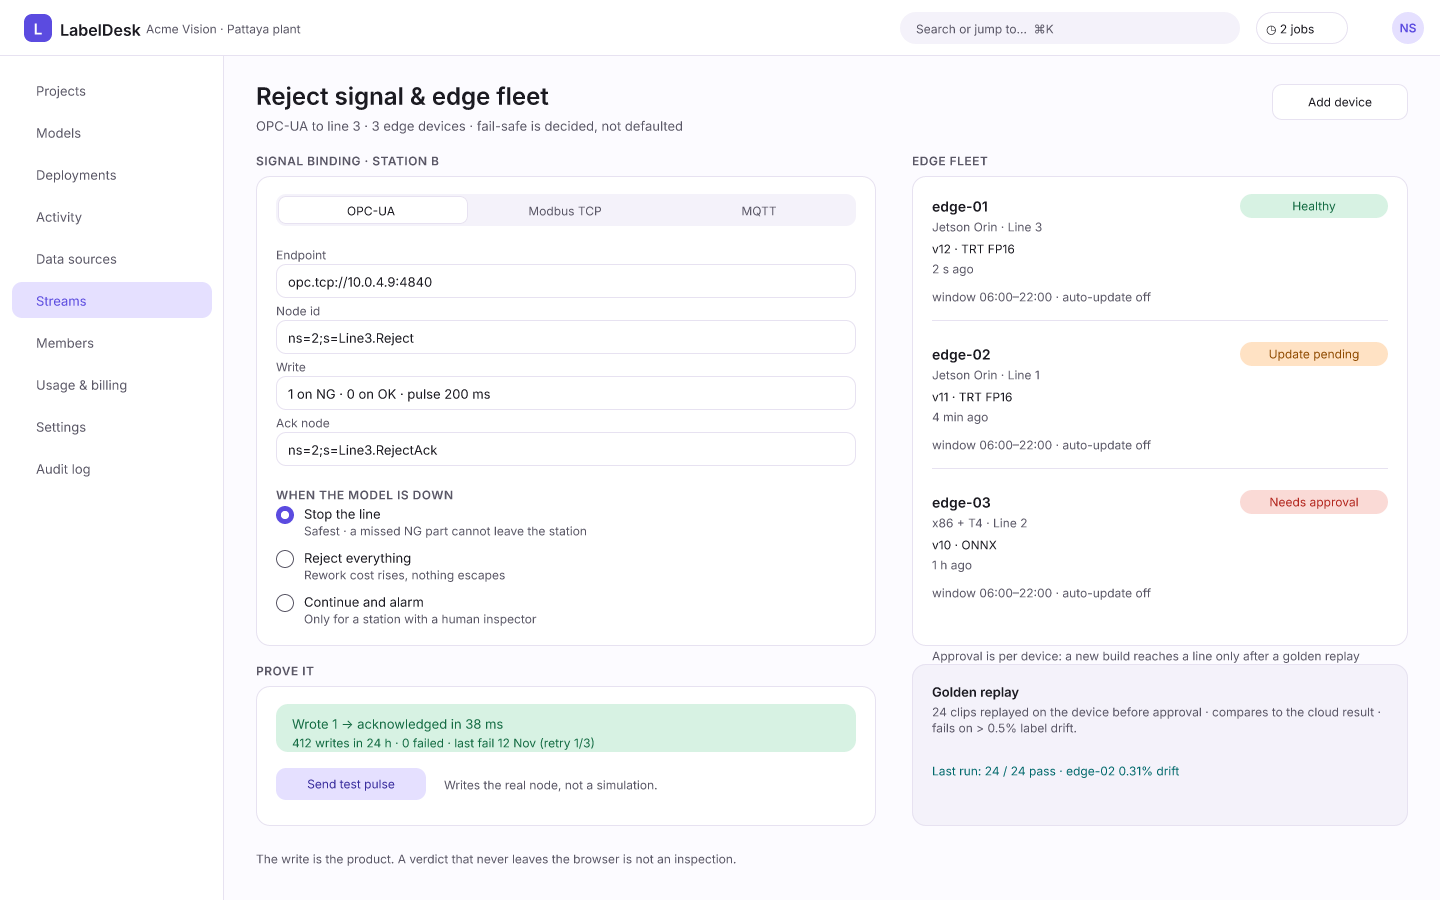 L LabelDesk Acme Vision · Pattaya plant
Search or jump to... ⌘K
◷ 2 jobs
NS
Projects
Models
Deployments
Activity
Data sources
Streams
Members
Usage & billing
Settings
Audit log
Reject signal & edge fleet
OPC-UA to line 3 · 3 edge devices · fail-safe is decided, not defaulted
Add device
SIGNAL BINDING · STATION B
OPC-UA Modbus TCP MQTT
Endpoint
opc.tcp://10.0.4.9:4840
Node id
ns=2;s=Line3.Reject
Write
1 on NG · 0 on OK · pulse 200 ms
Ack node
ns=2;s=Line3.RejectAck
WHEN THE MODEL IS DOWN
Stop the line
Safest · a missed NG part cannot leave the station
Reject everything
Rework cost rises, nothing escapes
Continue and alarm
Only for a station with a human inspector
PROVE IT
Wrote 1 → acknowledged in 38 ms
412 writes in 24 h · 0 failed · last fail 12 Nov (retry 1/3)
Send test pulse
Writes the real node, not a simulation.
The write is the product. A verdict that never leaves the browser is not an inspection.
EDGE FLEET
edge-01
Healthy
Jetson Orin · Line 3
v12 · TRT FP16
2 s ago
window 06:00–22:00 · auto-update off
edge-02
Update pending
Jetson Orin · Line 1
v11 · TRT FP16
4 min ago
window 06:00–22:00 · auto-update off
edge-03
Needs approval
x86 + T4 · Line 2
v10 · ONNX
1 h ago
window 06:00–22:00 · auto-update off
Approval is per device: a new build reaches a line only after a golden replay
Golden replay
24 clips replayed on the device before approval · compares to the cloud result ·
fails on > 0.5% label drift.
Last run: 24 / 24 pass · edge-02 0.31% drift